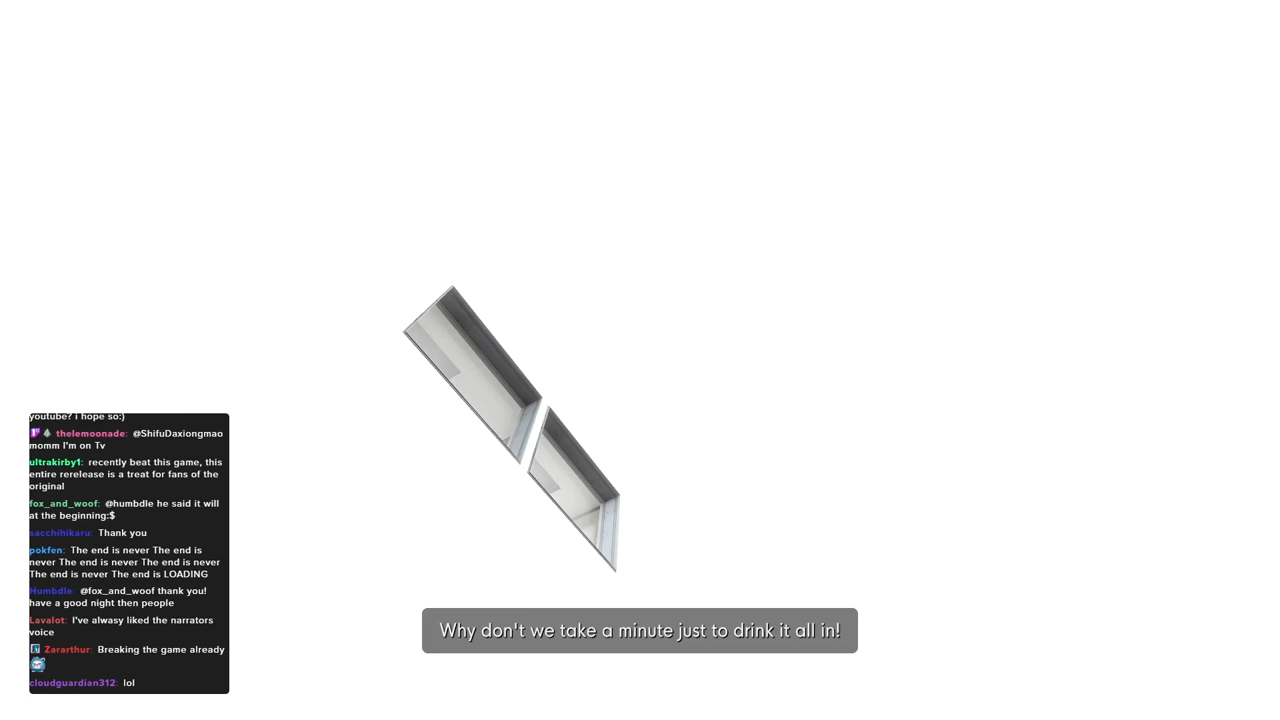 youtube? i hope so:)
thelemoonade: @ShifuDaxiongmao
momm I'm on Tv
ultrakirby1: recently beat this game, this
entire rerelease is a treat for fans of the
original
fox_and_woof: @humbdle he said it will
at the beginning:$
sacchihikaru: Thank you
pokfen: The end is never The end is
never The end is never The end is never
The end is never The end is LOADING
Humbdle: @fox_and_woof thank you!
have a good night then people
Lavalot: I've alwasy liked the narrators
voice
Zararthur: Breaking the game already
cloudguardian312: lol
Why don't we take a minute just to drink it all in!